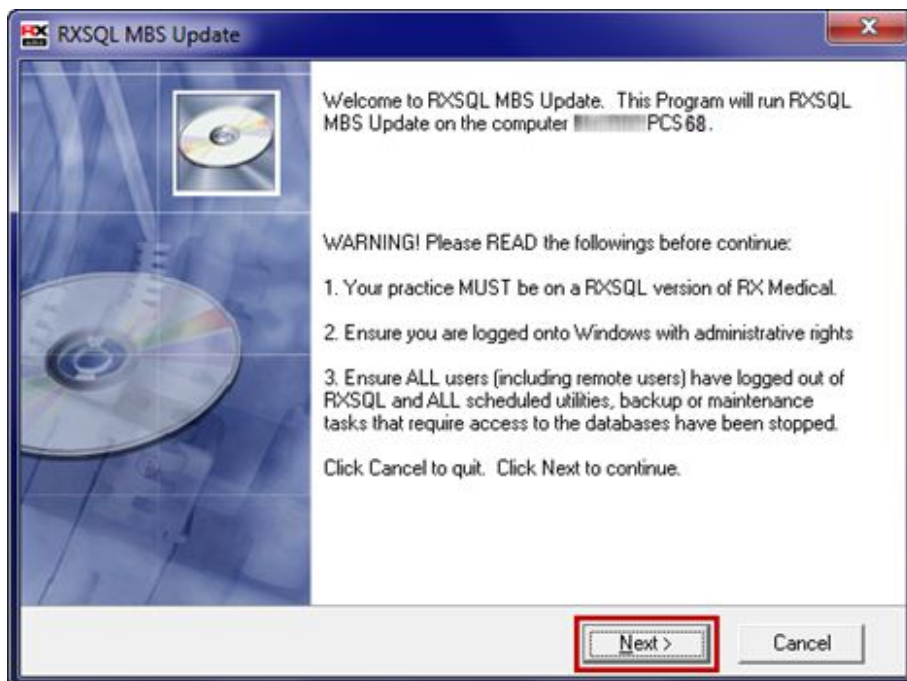 RXSQL MBS Update
Welcome to RXSQL MBS Update. This Program will run RXSQL
MBS Update on the computer PCS68.
WARNING! Please READ the followings before continue:
1. Your practice MUST be on a RXSQL version of RX Medical.
2. Ensure you are logged onto Windows with administrative rights
3. Ensure ALL users (including remote users) have logged out of
RXSQL and ALL scheduled utilities, backup or maintenance
tasks that require access to the databases have been stopped.
Click Cancel to quit. Click Next to continue.
Next >
Cancel